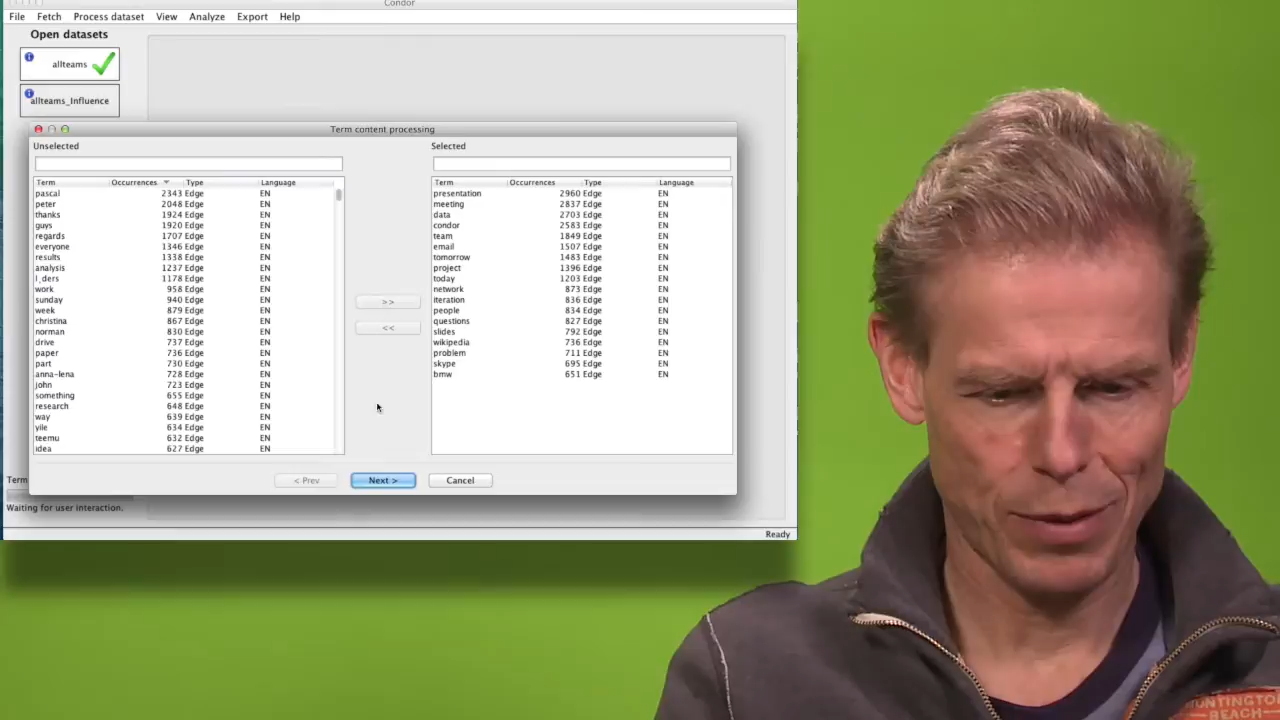 Condor
File Fetch Process dataset View Analyze Export Help
Open datasets
allteams
allteams_Influence
Term content processing
Unselected Selected
Term Occurrences Type Language Term Occurrences Type Language
pascal 2343 Edge EN presentation 2960 Edge EN
peter 2048 Edge EN meeting 2837 Edge EN
thanks 1924 Edge EN data 2703 Edge EN
guys 1920 Edge EN condor 2583 Edge EN
regards 1707 Edge EN team 1849 Edge EN
everyone 1346 Edge EN email 1507 Edge EN
results 1338 Edge EN tomorrow 1483 Edge EN
analysis 1237 Edge EN project 1396 Edge EN
l_ders 1178 Edge EN today 1203 Edge EN
work 958 Edge EN network 873 Edge EN
sunday 940 Edge EN iteration 836 Edge EN
week 879 Edge EN people 834 Edge EN
christina 867 Edge EN questions 827 Edge EN
norman 830 Edge EN slides 792 Edge EN
drive 737 Edge EN wikipedia 736 Edge EN
paper 736 Edge EN problem 711 Edge EN
part 730 Edge EN skype 695 Edge EN
anna-lena 728 Edge EN bmw 651 Edge EN
john 723 Edge EN
something 655 Edge EN
research 648 Edge EN
way 639 Edge EN
yile 634 Edge EN
teemu 632 Edge EN
idea 627 Edge EN
>>
<<
< Prev Next > Cancel
Term
Waiting for user interaction.
Ready
HUNTINGTO
BEACH